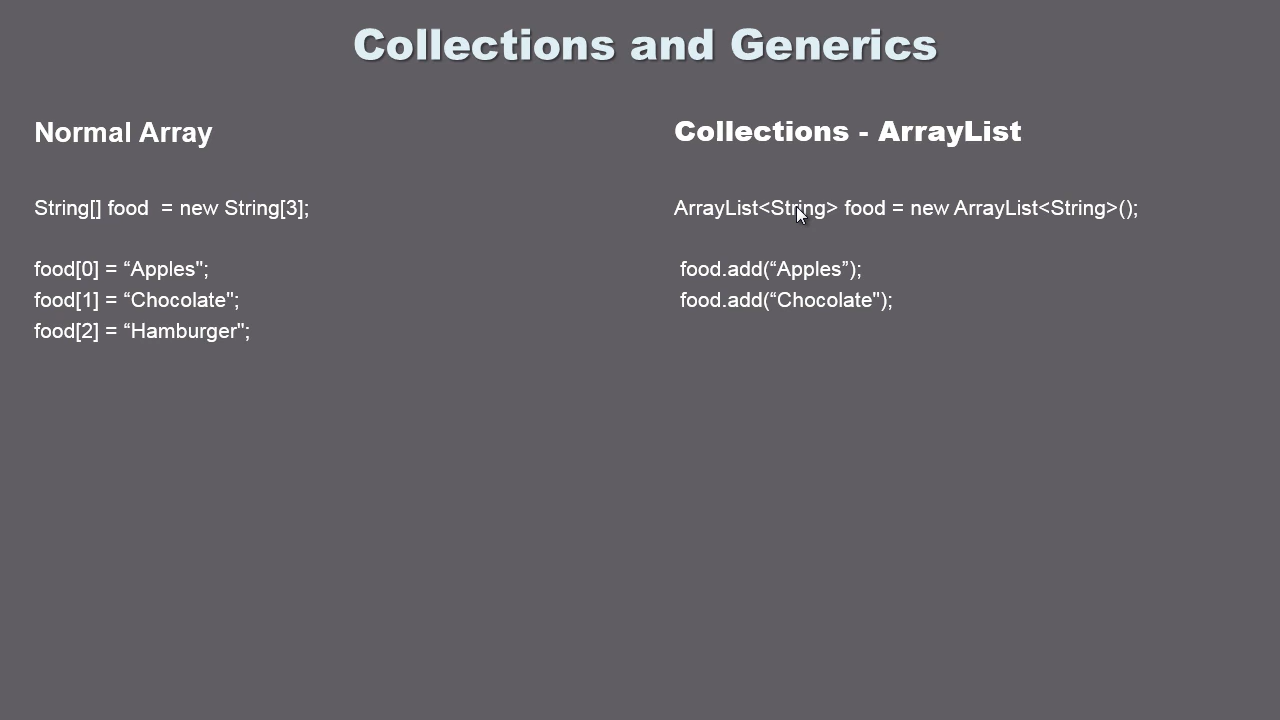 Collections and Generics
Normal Array
String[] food  = new String[3];
food[0] = “Apples";
food[1] = “Chocolate";
food[2] = “Hamburger";
Collections - ArrayList
ArrayList<String> food = new ArrayList<String>();
food.add(“Apples”);
food.add(“Chocolate");